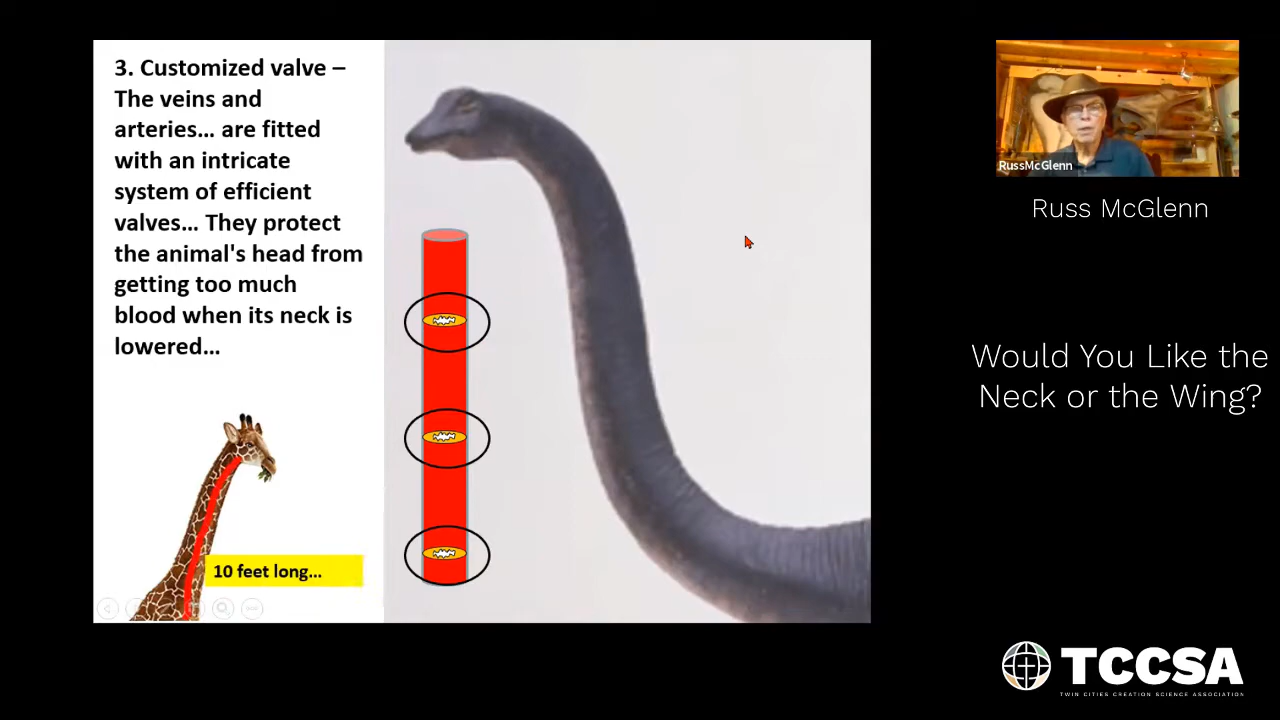 3. Customized valve –
The veins and
arteries... are fitted
with an intricate
system of efficient
valves... They protect
the animal's head from
getting too much
blood when its neck is
lowered...
10 feet long...
RussMcGlenn
Russ McGlenn
Would You Like the
Neck or the Wing?
TCCSA
TWIN CITIES CREATION SCIENCE ASSOCIATION